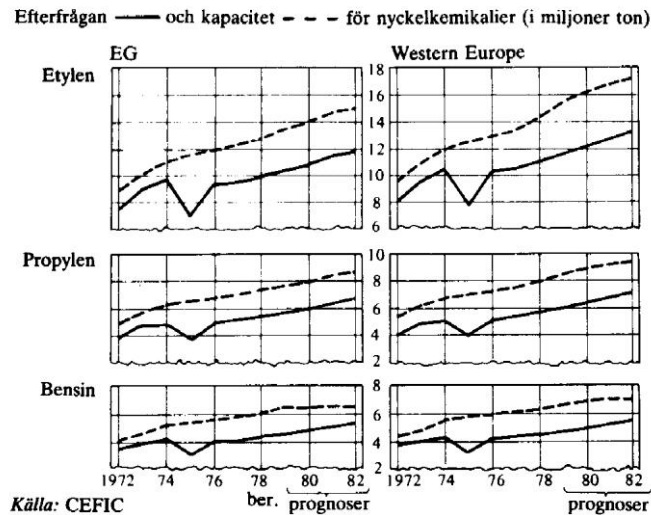 Efterfrågan — och kapacitet - - - för nyckelkemikalier (i miljoner ton)
EG
Western Europe
Etylen
18
16
14
12
10
8
6
Propylen
10
8
6
4
2
Bensin
8
6
4
2
1972 74 76 78 80 82
1972 74 76 78 80 82
ber. prognoser
prognoser
Källa: CEFIC